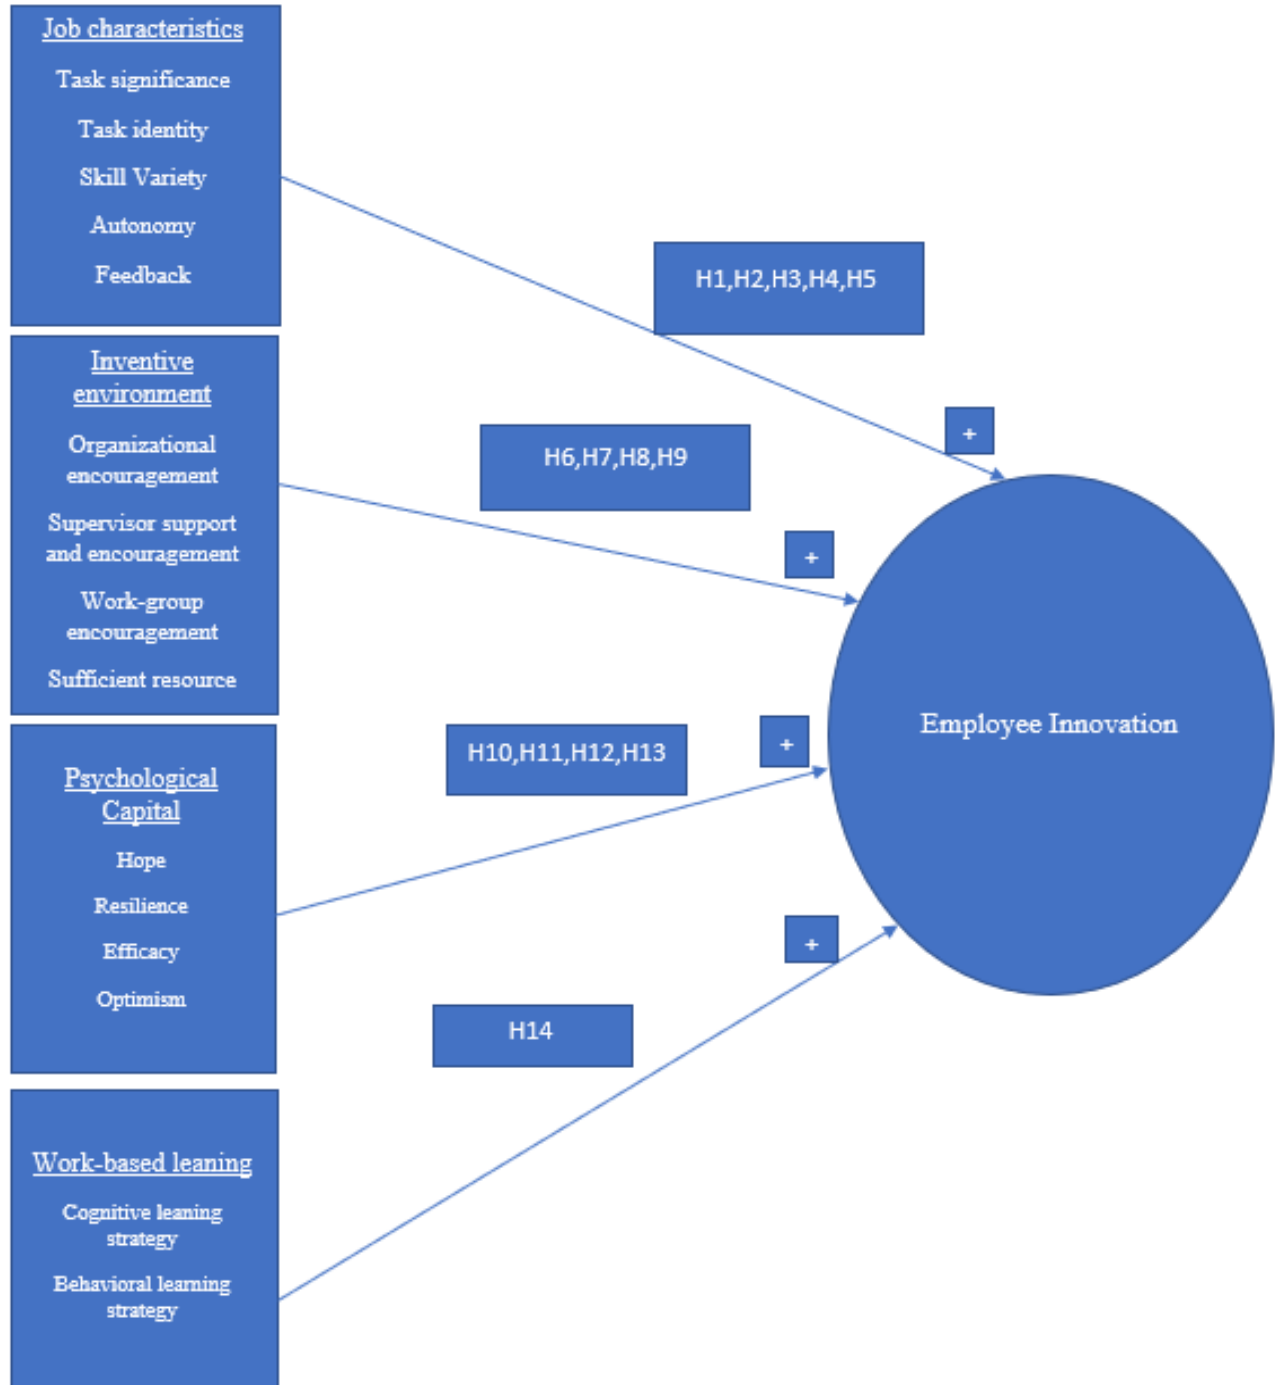 Job characteristics
Task significance
Task identity
Skill Variety
Autonomy
Feedback
H1,H2,H3,H4,H5
+
Inventive
environment
Organizational
encouragement
Supervisor support
and encouragement
Work-group
encouragement
Sufficient resource
H6,H7,H8,H9
+
Psychological
Capital
Hope
Resilience
Efficacy
Optimism
H10,H11,H12,H13
+
Work-based leaning
Cognitive leaning
strategy
Behavioral learning
strategy
H14
+
Employee Innovation